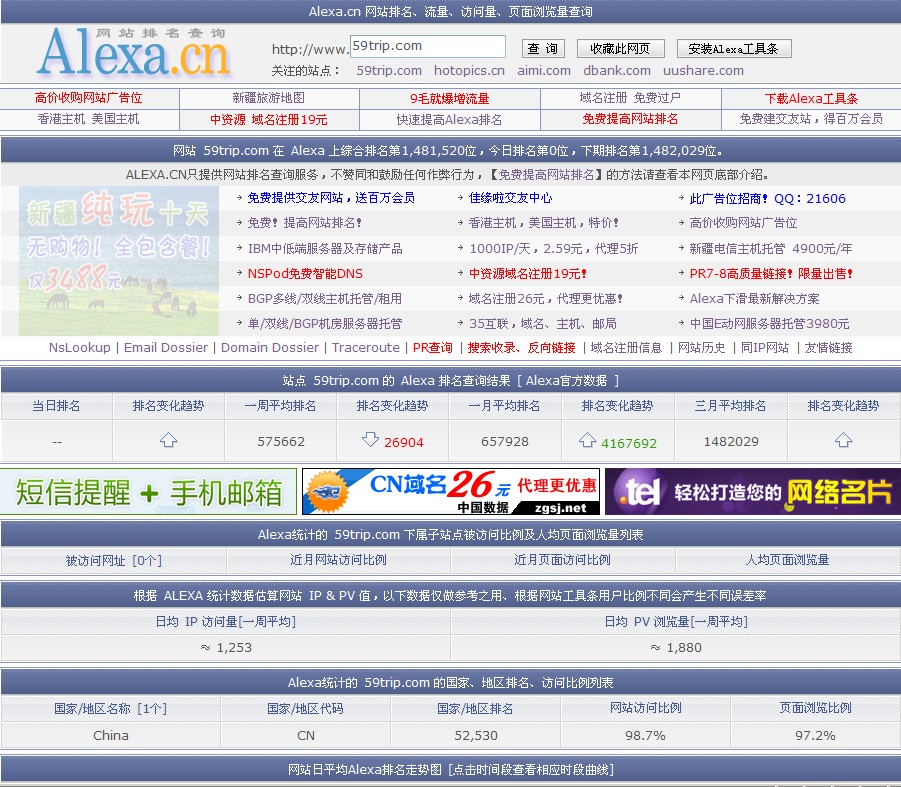 Alexa.cn 网站排名、流量、访问量、页面浏览量查询
网站排名查询
Alexa.cn
http://www. 59trip.com 查 询 收藏此网页 安装Alexa工具条
关注的站点： 59trip.com hotopics.cn aimi.com dbank.com uushare.com
高价收购网站广告位 新疆旅游地图 9毛就爆增流量 域名注册 免费过户 下载Alexa工具条
香港主机 美国主机 中资源 域名注册19元 快速提高Alexa排名 免费提高网站排名 免费建交友站，得百万会员
网站 59trip.com 在 Alexa 上综合排名第1,481,520位，今日排名第0位，下期排名第1,482,029位。
ALEXA.CN只提供网站排名查询服务，不赞同和鼓励任何作弊行为，【免费提高网站排名】的方法请查看本网页底部介绍。
新疆纯玩十天
无购物！全包含餐！
仅3488元
→ 免费提供交友网站，送百万会员 → 佳缘啦交友中心 → 此广告位招商！QQ：21606
→ 免费！提高网站排名！ → 香港主机，美国主机，特价！ → 高价收购网站广告位
→ IBM中低端服务器及存储产品 → 1000IP/天，2.59元，代理5折 → 新疆电信主机托管 4900元/年
→ NSPod免费智能DNS → 中资源域名注册19元！ → PR7-8高质量链接！限量出售！
→ BGP多线/双线主机托管/租用 → 域名注册26元，代理更优惠！ → Alexa下滑最新解决方案
→ 单/双线/BGP机房服务器托管 → 35互联，域名、主机、邮局 → 中国E动网服务器托管3980元
NsLookup | Email Dossier | Domain Dossier | Traceroute | PR查询 | 搜索收录、反向链接 | 域名注册信息 | 网站历史 | 同IP网站 | 友情链接
站点 59trip.com 的 Alexa 排名查询结果 [ Alexa官方数据 ]
当日排名 排名变化趋势 一周平均排名 排名变化趋势 一月平均排名 排名变化趋势 三月平均排名 排名变化趋势
-- 575662 26904 657928 4167692 1482029
短信提醒 + 手机邮箱 CN域名26元 代理更优惠 中国数据 zgsj.net .tel 轻松打造您的网络名片
Alexa统计的 59trip.com 下属子站点被访问比例及人均页面浏览量列表
被访问网址 [0个] 近月网站访问比例 近月页面访问比例 人均页面浏览量
根据 ALEXA 统计数据估算网站 IP & PV 值，以下数据仅做参考之用、根据网站工具条用户比例不同会产生不同误差率
日均 IP 访问量[一周平均] 日均 PV 浏览量[一周平均]
≈ 1,253 ≈ 1,880
Alexa统计的 59trip.com 的国家、地区排名、访问比例列表
国家/地区名称 [1个] 国家/地区代码 国家/地区排名 网站访问比例 页面浏览比例
China CN 52,530 98.7% 97.2%
网站日平均Alexa排名走势图 [点击时间段查看相应时段曲线]